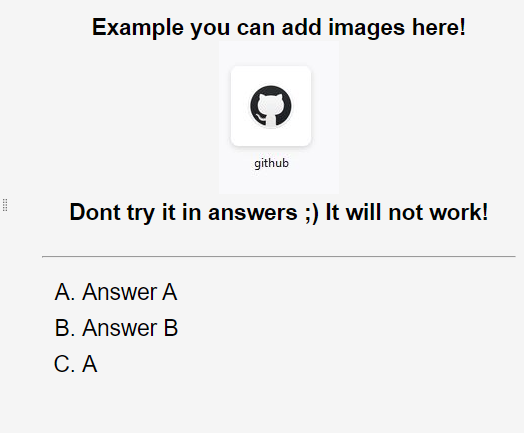 Example you can add images here!
github
Dont try it in answers ;) It will not work!
A. Answer A
B. Answer B
C. A